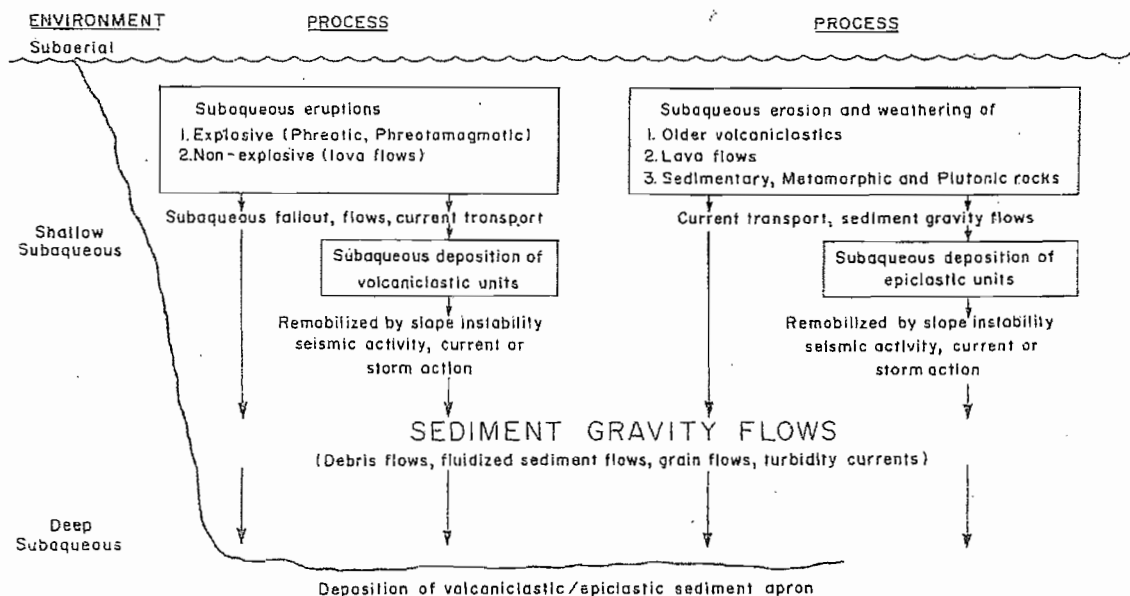 ENVIRONMENT
PROCESS
PROCESS
Subaerial
Subaqueous eruptions
1. Explosive (Phreatic, Phreatamagmatic)
2. Non-explosive (lava flows)
Subaqueous erosion and weathering of
1. Older volcaniclastics
2. Lava flows
3. Sedimentary, Metamorphic and Plutonic rocks
Shallow
Subaqueous
Subaqueous fallout, flows, current transport
Subaqueous deposition of
volcaniclastic units
Remobilized by slope instability
seismic activity, current or
storm action
Current transport, sediment gravity flows
Subaqueous deposition of
epiclastic units
Remobilized by slope instability
seismic activity, current or
storm action
SEDIMENT GRAVITY FLOWS
(Debris flows, fluidized sediment flows, grain flows, turbidity currents)
Deep
Subaqueous
Deposition of volcaniclastic/epiclastic sediment apron